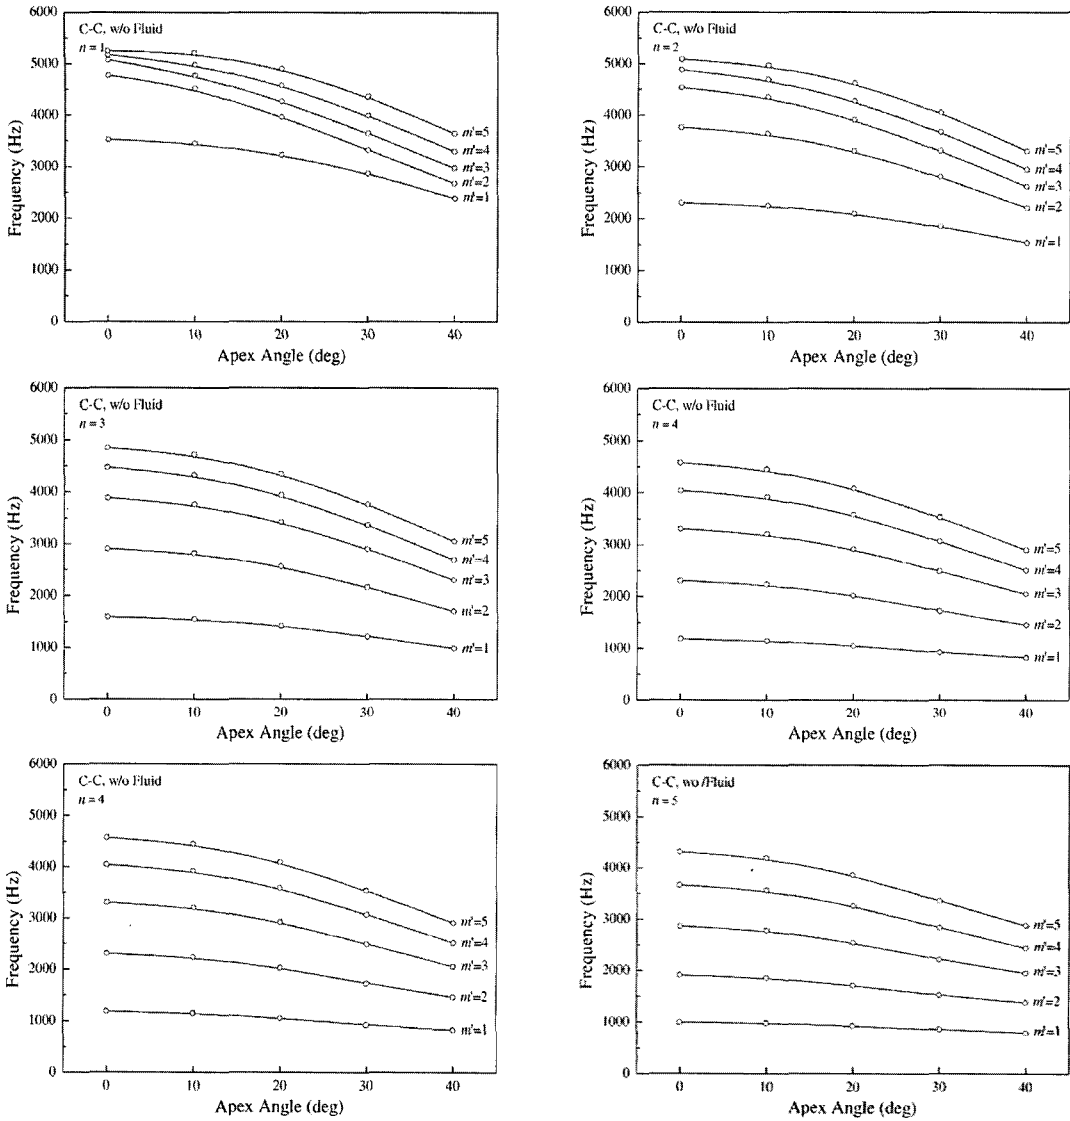 6000
C-C, w/o Fluid
n = 1
5000
4000
3000
2000
1000
0
m'=5
m'=4
m'=3
m'=2
m'=1
Frequency (Hz)
0 10 20 30 40
Apex Angle (deg)
6000
C-C, w/o Fluid
n = 2
5000
4000
3000
2000
1000
0
m'=5
m'=4
m'=3
m'=2
m'=1
Frequency (Hz)
0 10 20 30 40
Apex Angle (deg)
6000
C-C, w/o Fluid
n = 3
5000
4000
3000
2000
1000
0
m'=5
m'=4
m'=3
m'=2
m'=1
Frequency (Hz)
0 10 20 30 40
Apex Angle (deg)
6000
C-C, w/o Fluid
n = 4
5000
4000
3000
2000
1000
0
m'=5
m'=4
m'=3
m'=2
m'=1
Frequency (Hz)
0 10 20 30 40
Apex Angle (deg)
6000
C-C, w/o Fluid
n = 4
5000
4000
3000
2000
1000
0
m'=5
m'=4
m'=3
m'=2
m'=1
Frequency (Hz)
0 10 20 30 40
Apex Angle (deg)
6000
C-C, wo/Fluid
n = 5
5000
4000
3000
2000
1000
0
m'=5
m'=4
m'=3
m'=2
m'=1
Frequency (Hz)
0 10 20 30 40
Apex Angle (deg)